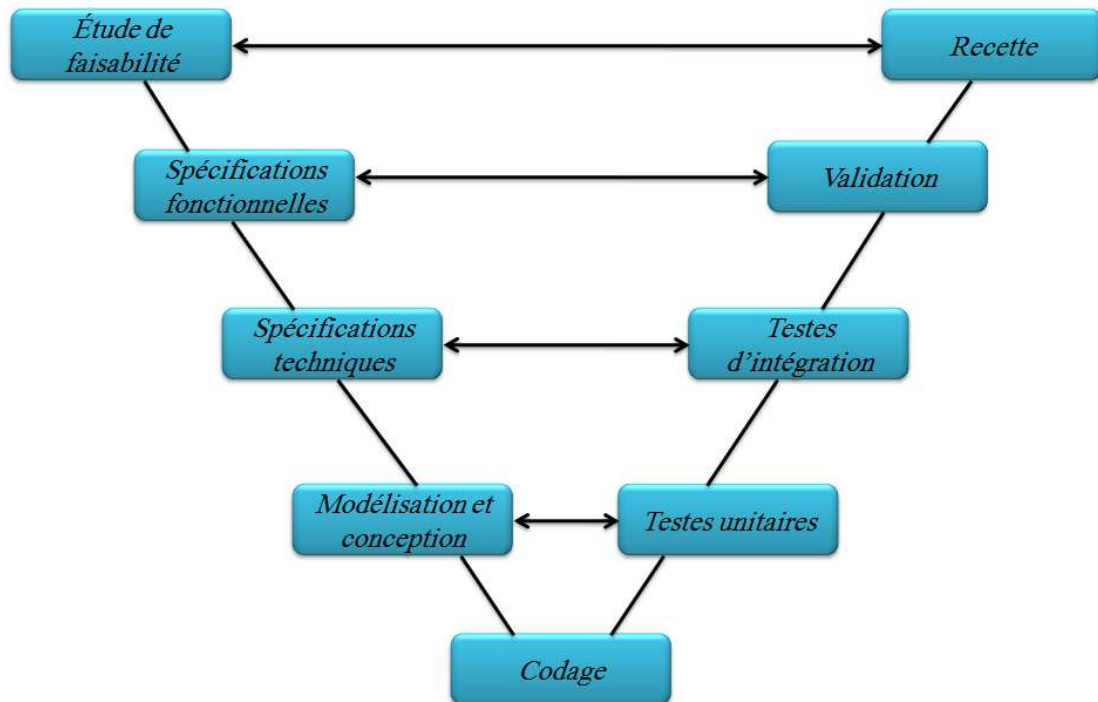 Étude de
faisabilité
Recette
Spécifications
fonctionnelles
Validation
Spécifications
techniques
Testes
d’intégration
Modélisation et
conception
Testes unitaires
Codage